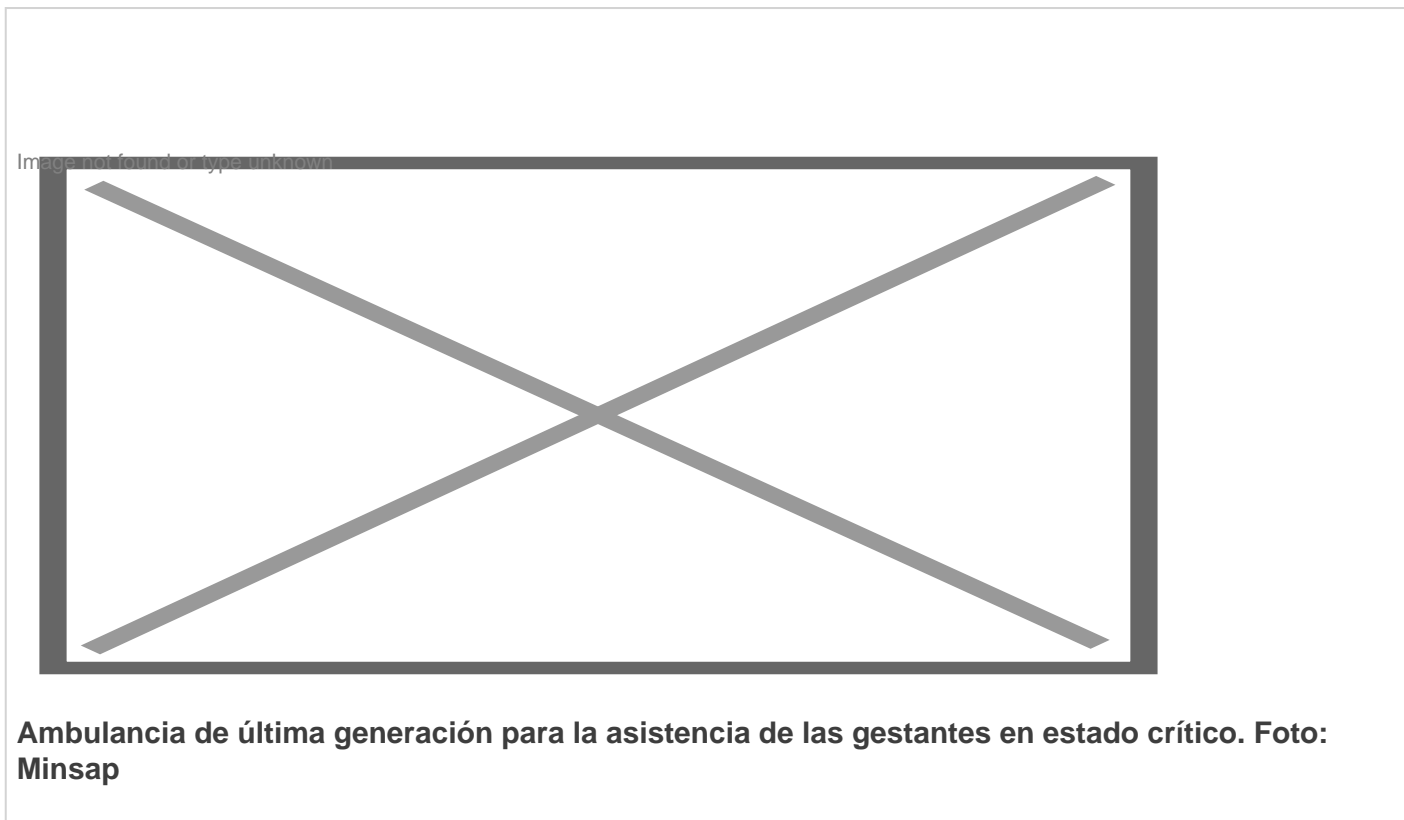 Image not found or type unknown
Ambulancia de última generación para la asistencia de las gestantes en estado crítico. Foto:
Minsap